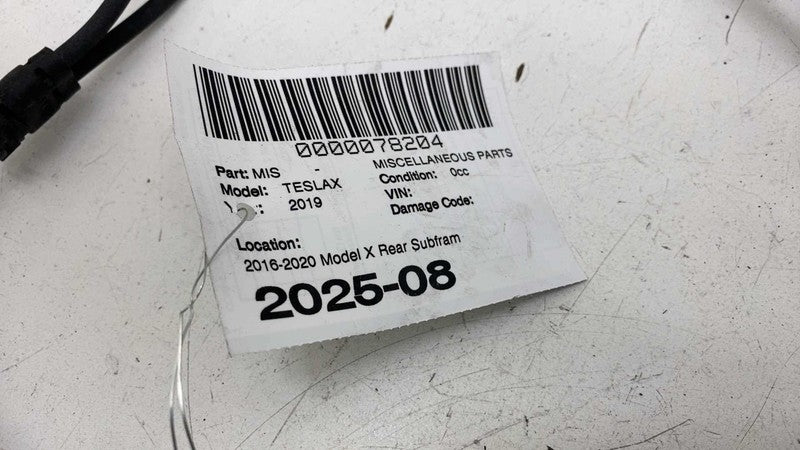 0000078204
Part: MIS - MISCELLANEOUS PARTS
Model: TESLAX Condition: 0cc
2019 VIN:
Damage Code:
Location:
2016-2020 Model X Rear Subfram
2025-08